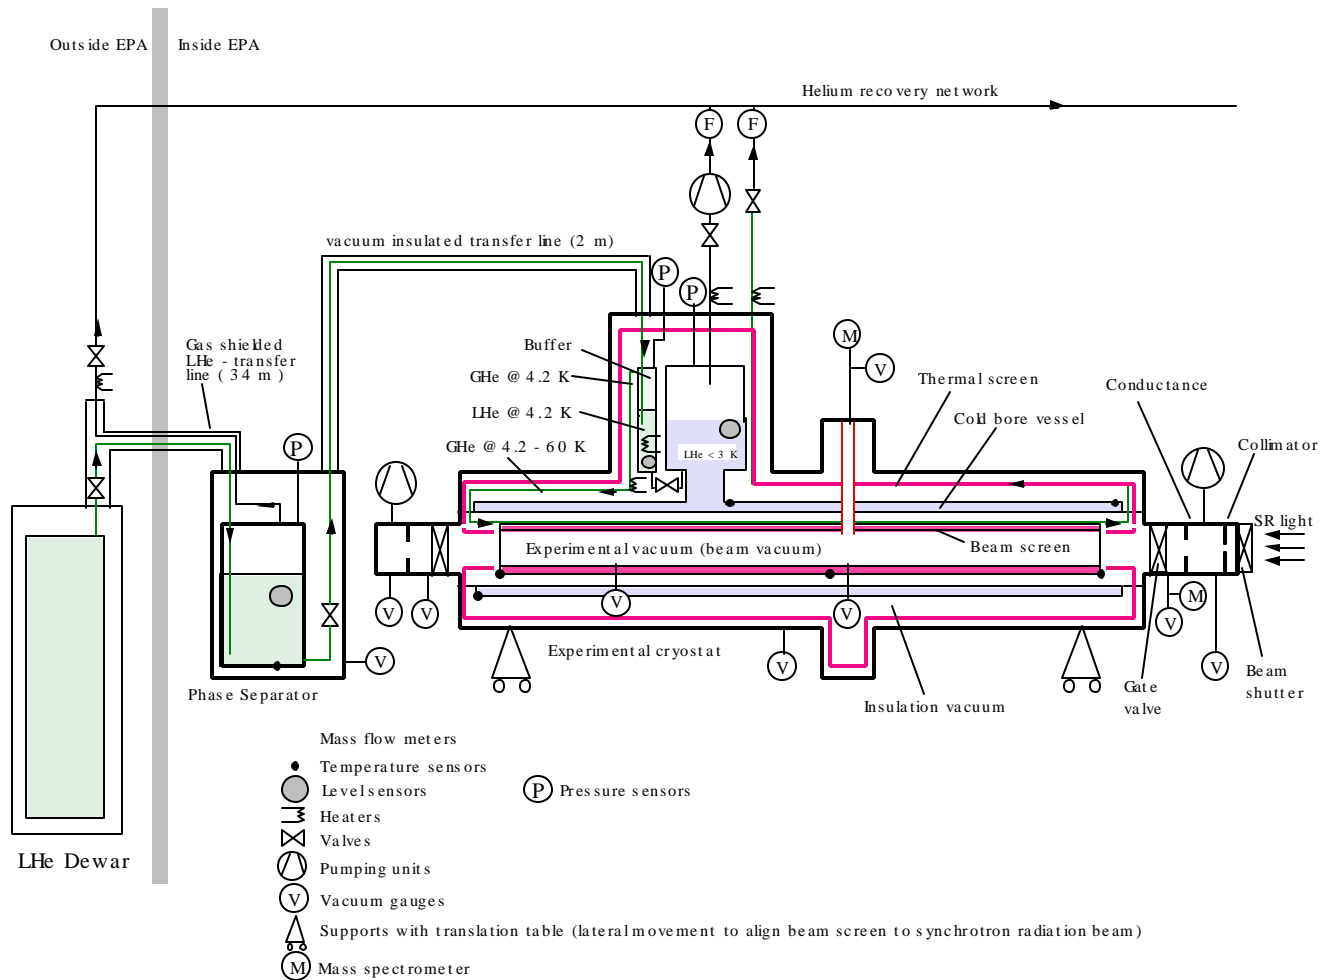 Outside EPA
Inside EPA
Helium recovery network
F
F
vacuum insulated transfer line (2 m)
P
P
Gas shielded
LHe - transfer
line (34 m)
Buffer
GHe @ 4.2 K
LHe @ 4.2 K
GHe @ 4.2 - 60 K
LHe < 3 K
M
V
Thermal screen
Cold bore vessel
Conductance
Collimator
P
SR light
Experimental vacuum (beam vacuum)
Beam screen
V
V
V
V
M
V
V
V
V
Experimental cryostat
Phase Separator
Insulation vacuum
Gate
valve
Beam
shutter
Mass flow meters
Temperature sensors
Level sensors
P Pressure sensors
Heaters
Valves
LHe Dewar
Pumping units
V Vacuum gauges
Supports with translation table (lateral movement to align beam screen to synchrotron radiation beam)
M Mass spectrometer